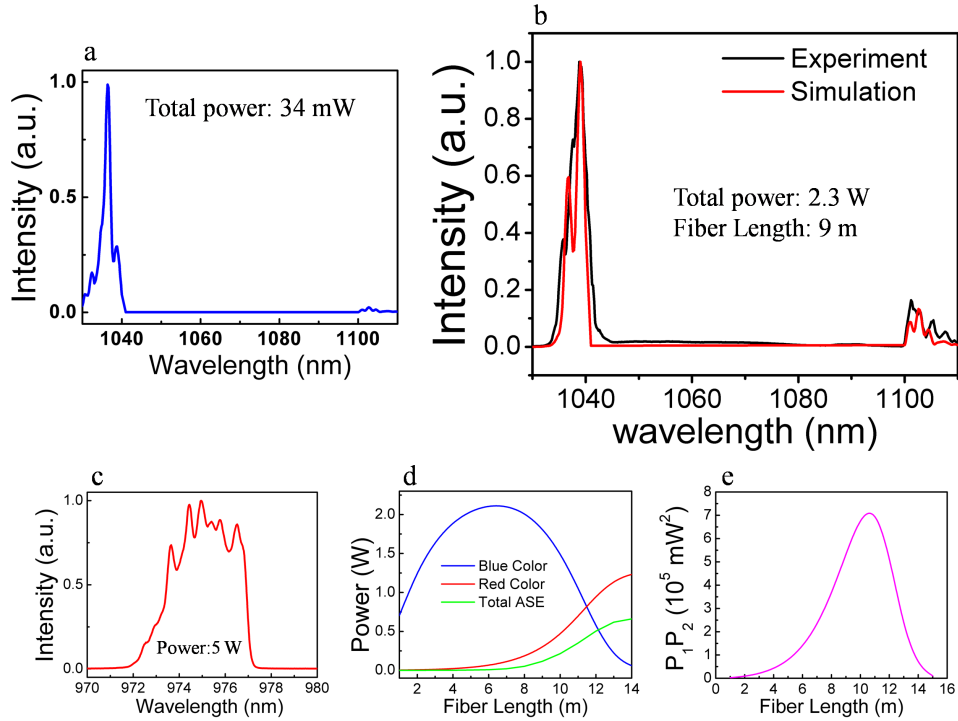 a
Intensity (a.u.)
1.0
0.5
0.0
Total power: 34 mW
1040 1060 1080 1100
Wavelength (nm)
b
Intensity (a.u.)
1.0
0.8
0.6
0.4
0.2
0.0
Experiment
Simulation
Total power: 2.3 W
Fiber Length: 9 m
1040 1060 1080 1100
wavelength (nm)
c
Intensity (a.u.)
1.0
0.5
0.0
Power:5 W
970 972 974 976 978 980
Wavelength (nm)
d
Power (W)
2.0
1.5
1.0
0.5
0.0
Blue Color
Red Color
Total ASE
2 4 6 8 10 12 14
Fiber Length (m)
e
P₁P₂ (10⁵ mW²)
8
7
6
5
4
3
2
1
0
0 2 4 6 8 10 12 14 16
Fiber Length (m)